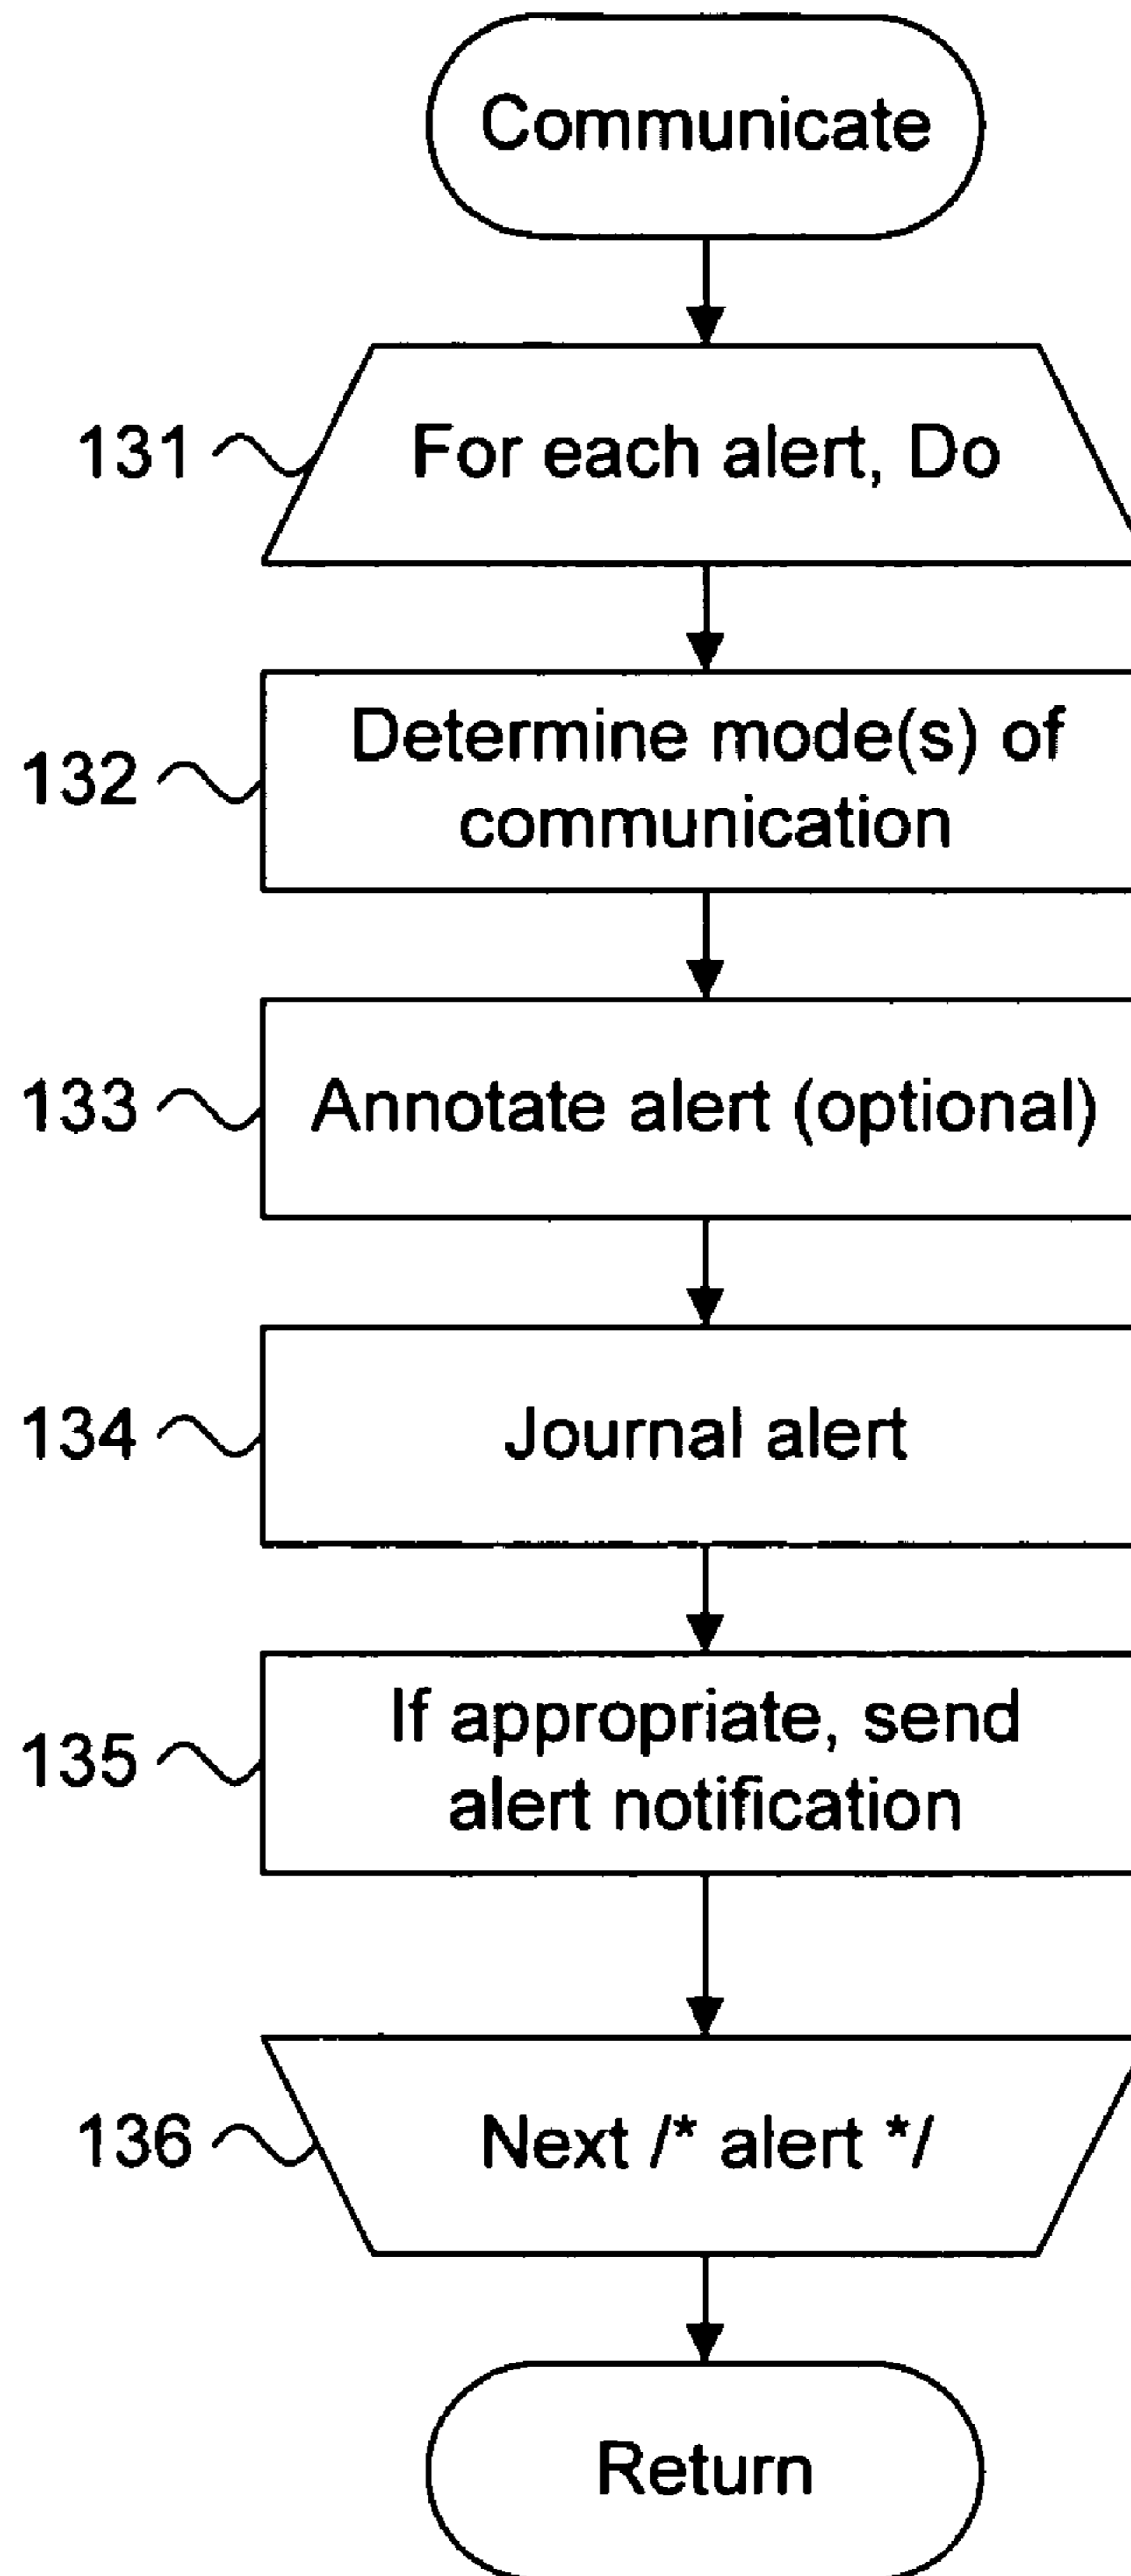 Communicate
131
For each alert, Do
132
Determine mode(s) of
communication
133
Annotate alert (optional)
134
Journal alert
135
If appropriate, send
alert notification
136
Next /* alert */
Return